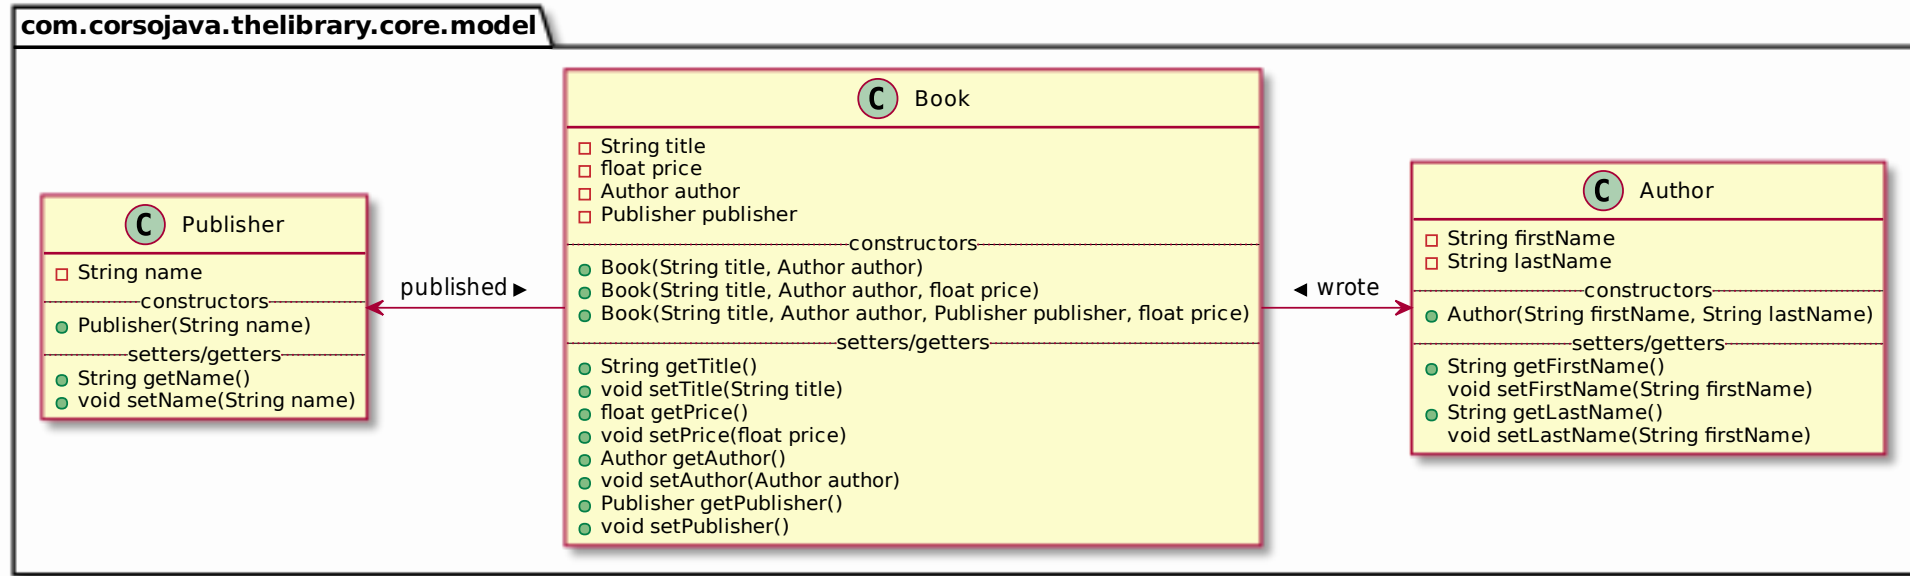 com.corsojava.thelibrary.core.model
C Publisher
String name
constructors
Publisher(String name)
setters/getters
String getName()
void setName(String name)
published ►
C Book
String title
float price
Author author
Publisher publisher
constructors
Book(String title, Author author)
Book(String title, Author author, float price)
Book(String title, Author author, Publisher publisher, float price)
setters/getters
String getTitle()
void setTitle(String title)
float getPrice()
void setPrice(float price)
Author getAuthor()
void setAuthor(Author author)
Publisher getPublisher()
void setPublisher()
◄ wrote
C Author
String firstName
String lastName
constructors
Author(String firstName, String lastName)
setters/getters
String getFirstName()
void setFirstName(String firstName)
String getLastName()
void setLastName(String firstName)